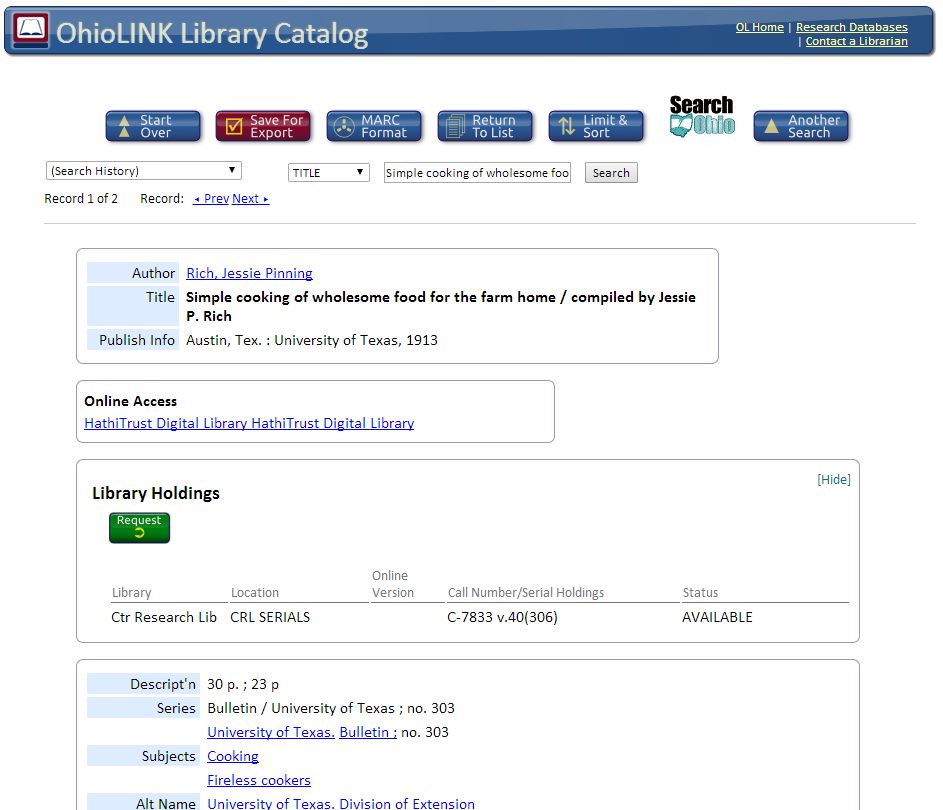 OhioLINK Library Catalog
OL Home | Research Databases
| Contact a Librarian
Start Over
Save For Export
MARC Format
Return To List
Limit & Sort
Search Ohio
Another Search
(Search History)
TITLE
Simple cooking of wholesome foo
Search
Record 1 of 2 Record: ◂ Prev Next ▸
Author Rich, Jessie Pinning
Title Simple cooking of wholesome food for the farm home / compiled by Jessie
P. Rich
Publish Info Austin, Tex. : University of Texas, 1913
Online Access
HathiTrust Digital Library HathiTrust Digital Library
[Hide]
Library Holdings
Request
Library Location Online Version Call Number/Serial Holdings Status
Ctr Research Lib CRL SERIALS C-7833 v.40(306) AVAILABLE
Descript'n 30 p. ; 23 p
Series Bulletin / University of Texas ; no. 303
University of Texas. Bulletin ; no. 303
Subjects Cooking
Fireless cookers
Alt Name University of Texas. Division of Extension